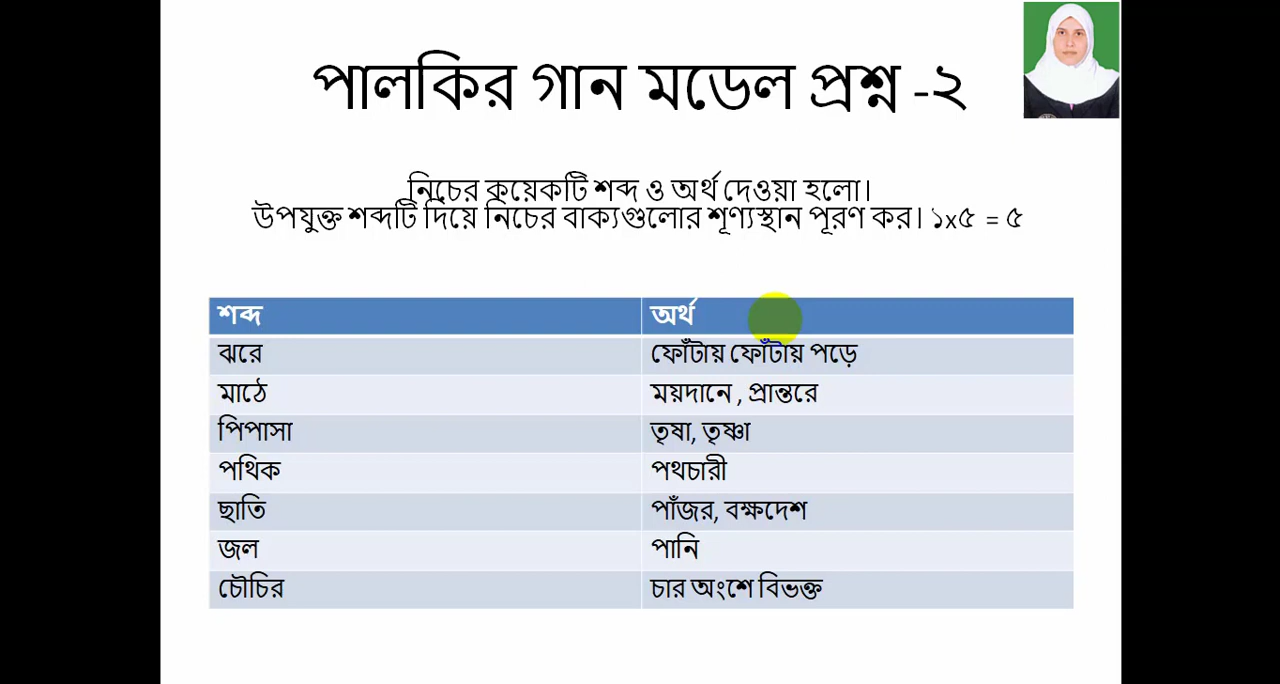 পালকির গান মডেল প্রশ্ন -২
নিচের কয়েকটি শব্দ ও অর্থ দেওয়া হলো।
উপযুক্ত শব্দটি দিয়ে নিচের বাক্যগুলোর শূণ্যস্থান পূরণ কর। ১x৫ = ৫
শব্দ অর্থ
ঝরে ফোঁটায় ফোঁটায় পড়ে
মাঠে ময়দানে , প্রান্তরে
পিপাসা তৃষা, তৃষ্ণা
পথিক পথচারী
ছাতি পাঁজর, বক্ষদেশ
জল পানি
চৌচির চার অংশে বিভক্ত